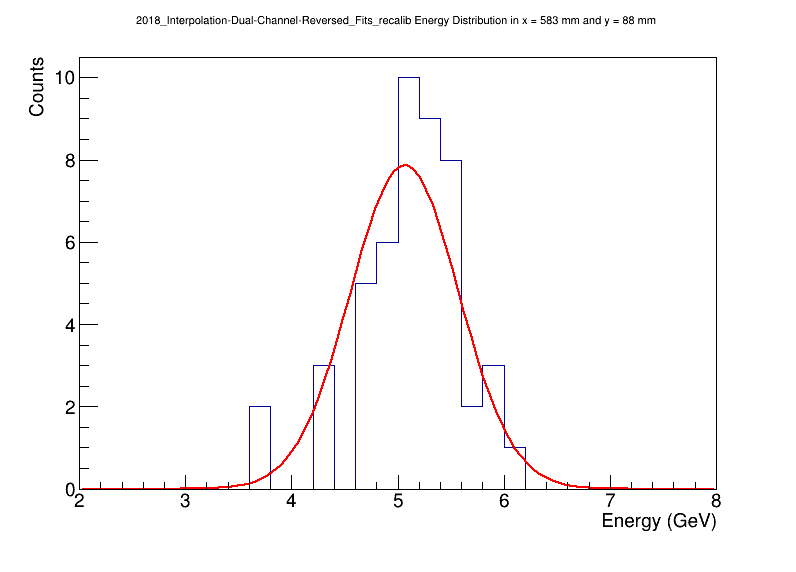 2018_Interpolation-Dual-Channel-Reversed_Fits_recalib Energy Distribution in x = 583 mm and y = 88 mm
Counts
10
8
6
4
2
0
2 3 4 5 6 7 8
Energy (GeV)